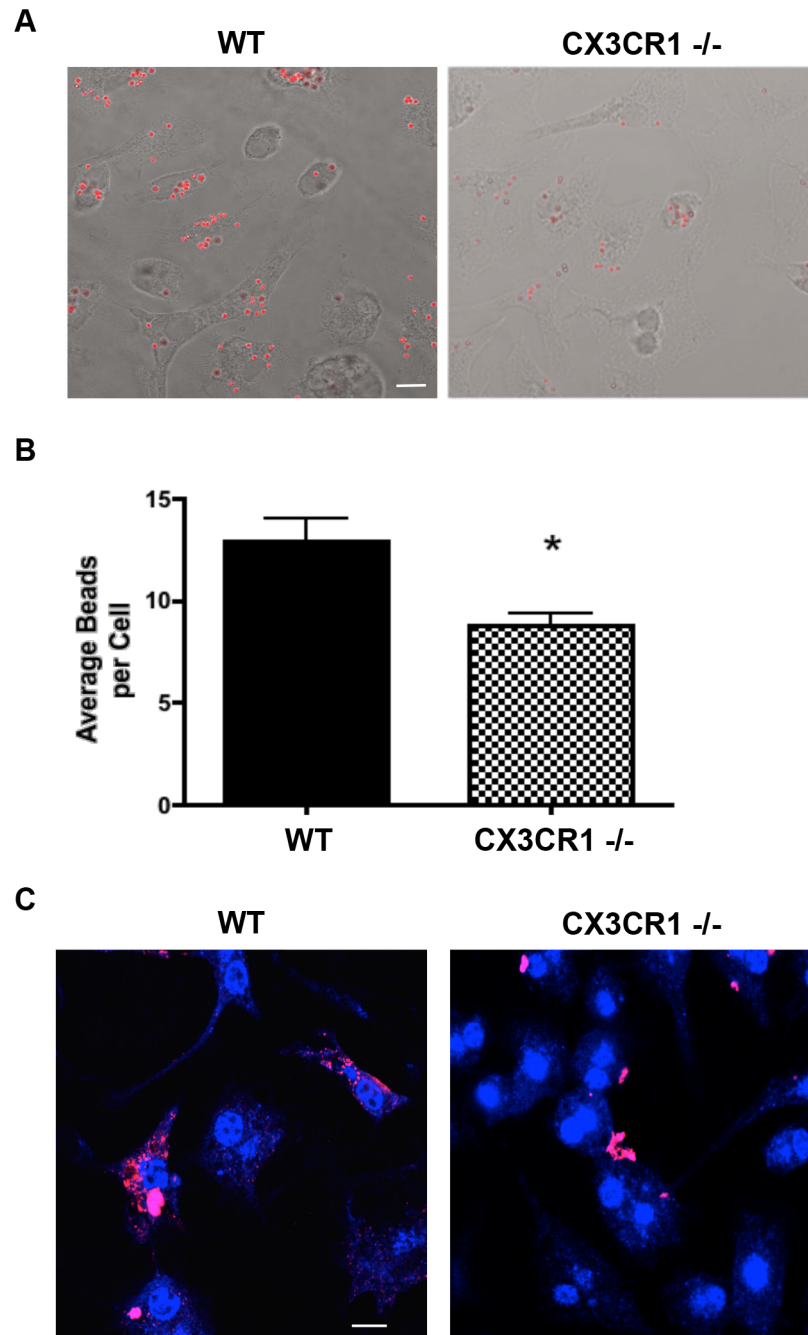 A
WT CX3CR1 -/-
B
15
10
5
0
Average Beads
per Cell
*
WT CX3CR1 -/-
C
WT CX3CR1 -/-